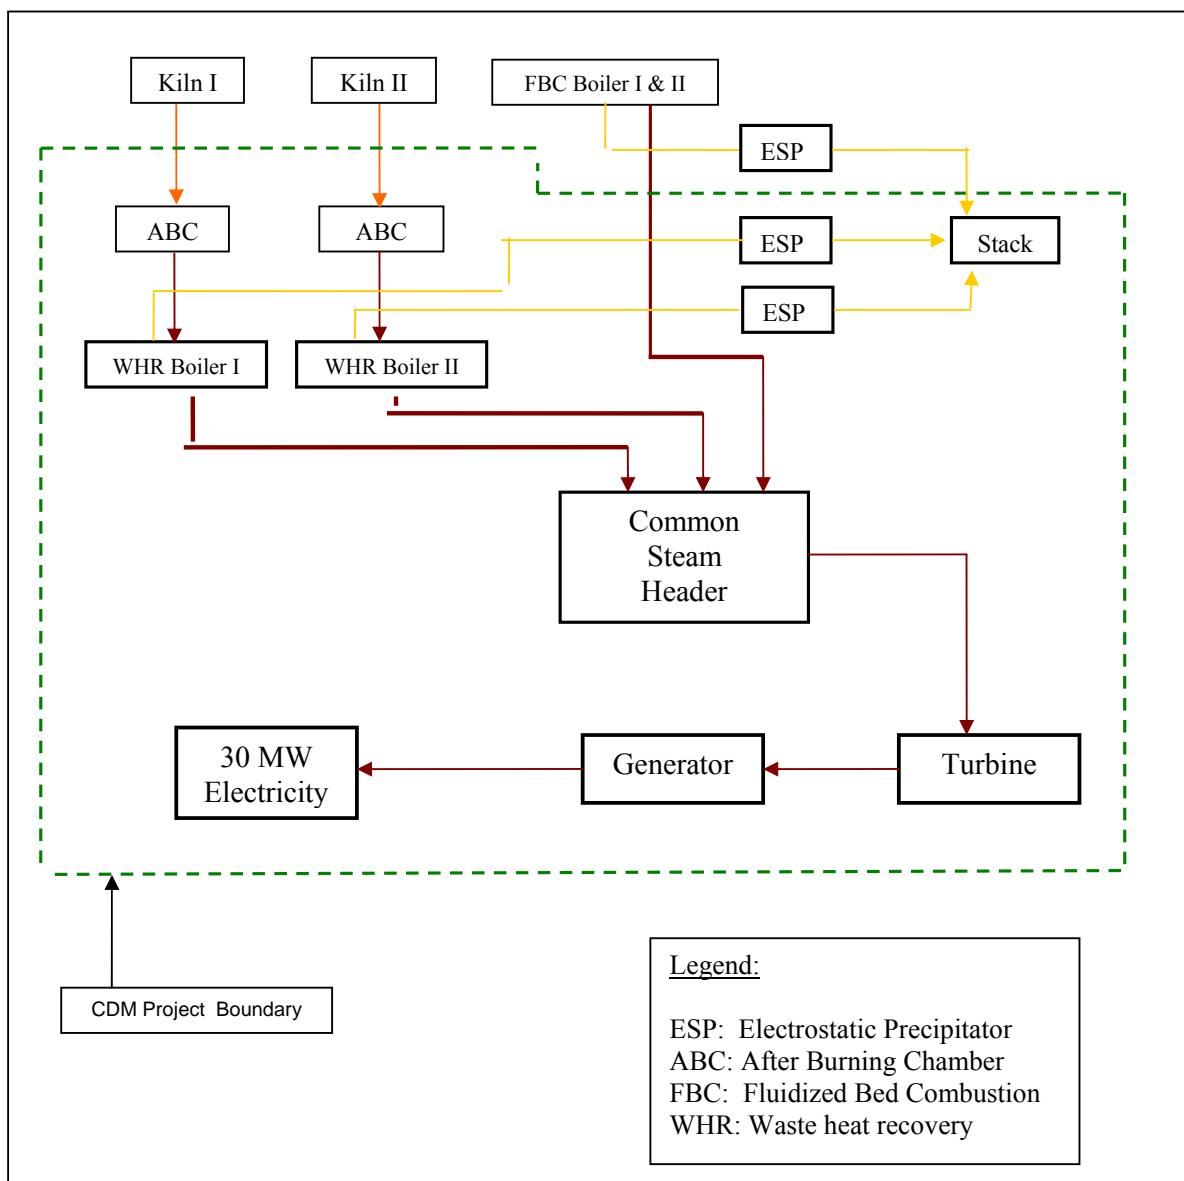 Kiln I
Kiln II
FBC Boiler I & II
ESP
ABC
ABC
ESP
Stack
ESP
WHR Boiler I
WHR Boiler II
Common
Steam
Header
30 MW
Electricity
Generator
Turbine
CDM Project Boundary
Legend:
ESP: Electrostatic Precipitator
ABC: After Burning Chamber
FBC: Fluidized Bed Combustion
WHR: Waste heat recovery